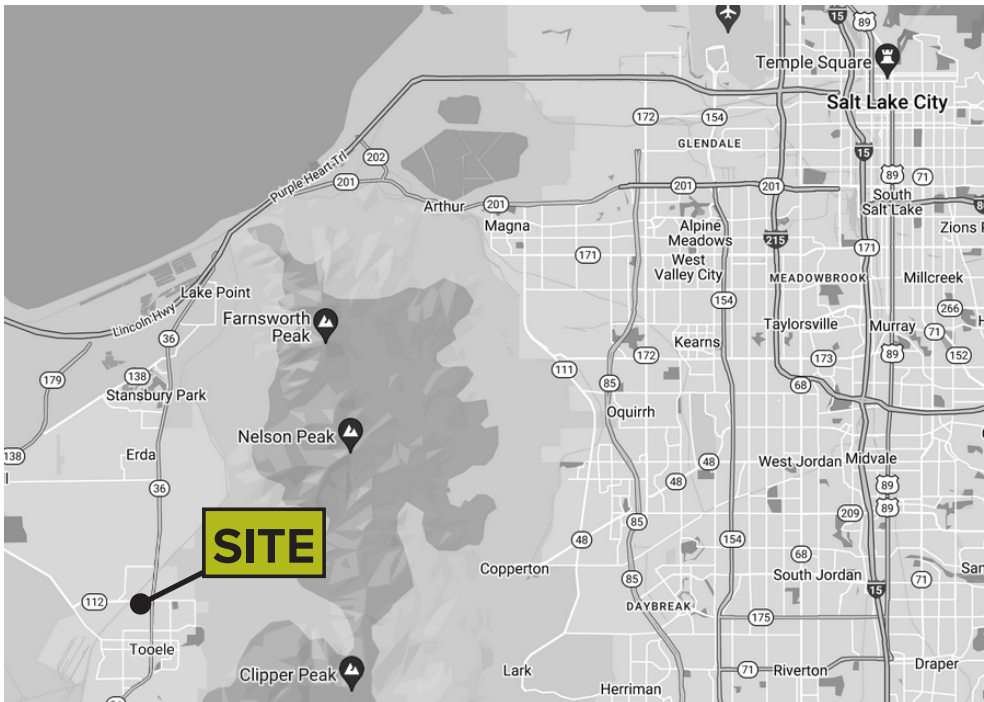 15
89
Temple Square
Salt Lake City
172
154
GLENDALE
15
202
Purple Heart Trl
201
201
201
89
71
South
Salt Lake
Arthur
201
Magna
Alpine
Meadows
215
Zions
171
West
Valley City
171
MEADOWBROOK
Millcreek
Lake Point
154
Lincoln Hwy
Farnsworth
Peak
266
Taylorsville
Murray
71
36
Kearns
172
173
89
152
111
179
138
Stansbury Park
85
68
Oquirrh
Nelson Peak
138
Erda
48
West Jordan
Midvale
36
48
89
89
SITE
85
209
48
154
68
Copperton
85
South Jordan
71
15
112
DAYBREAK
175
Tooele
Clipper Peak
Lark
71
Riverton
Draper
Herriman